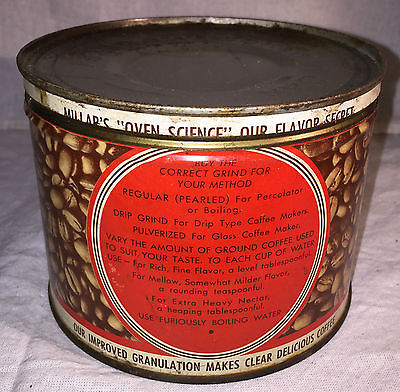 NILLAR'S "OVEN SCIENCE" OUR FLAVOR SECRET
BUY THE
CORRECT GRIND FOR
YOUR METHOD
REGULAR (PEARLED) For Percolator
or Boiling.
DRIP GRIND For Drip Type Coffee Makers.
PULVERIZED For Glass Coffee Maker.
VARY THE AMOUNT OF GROUND COFFEE USED
TO SUIT, YOUR TASTE. TO EACH CUP OF WATER
USE - For Rich, Fine Flavor, a level tablespoonful.
For Mellow, Somewhat Milder Flavor,
a rounding teaspoonful.
For Extra Heavy Nectar,
a heaping tablespoonful.
USE FURIOUSLY BOILING WATER
OUR IMPROVED GRANULATION MAKES CLEAR DELICIOUS COFFEE